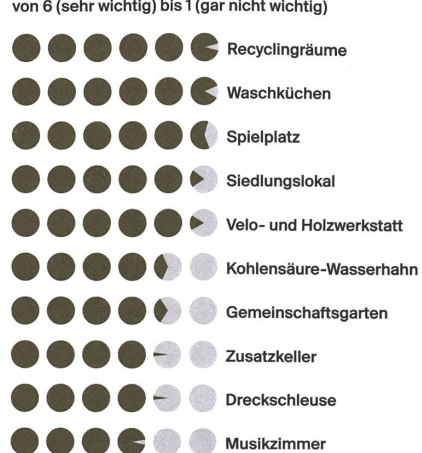 von 6 (sehr wichtig) bis 1 (gar nicht wichtig)
Recyclingräume
Waschküchen
Spielplatz
Siedlungslokal
Velo- und Holzwerkstatt
Kohlensäure-Wasserhahn
Gemeinschaftsgarten
Zusatzkeller
Dreckschleuse
Musikzimmer